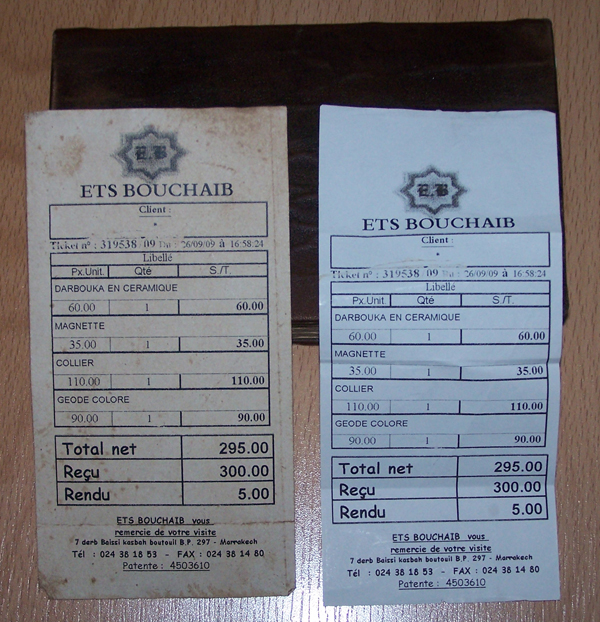 E.B
ETS BOUCHAIB
Client :
*
Ticket n° : 319538 09 Du : 26/09/09 à 16:58:24
Libellé
Px.Unit. Qté S./T.
DARBOUKA EN CERAMIQUE
60.00 1 60.00
MAGNETTE
35.00 1 35.00
COLLIER
110.00 1 110.00
GEODE COLORE
90.00 1 90.00
Total net 295.00
Reçu 300.00
Rendu 5.00
ETS BOUCHAIB vous
remercie de votre visite
7 derb Baissi kasbah boutouil B.P. 297 - Marrakech
Tél : 024 38 18 53 - FAX : 024 38 14 80
Patente : 4503610
E.B
ETS BOUCHAIB
Client :
*
Ticket n° : 319538 09 Du : 26/09/09 à 16:58:24
Libellé
Px.Unit. Qté S./T.
DARBOUKA EN CERAMIQUE
60.00 1 60.00
MAGNETTE
35.00 1 35.00
COLLIER
110.00 1 110.00
GEODE COLORE
90.00 1 90.00
Total net 295.00
Reçu 300.00
Rendu 5.00
ETS BOUCHAIB vous
remercie de votre visite
7 derb Baissi kasbah boutouil B.P. 297 - Marrakech
Tél : 024 38 18 53 - FAX : 024 38 14 80
Patente : 4503610